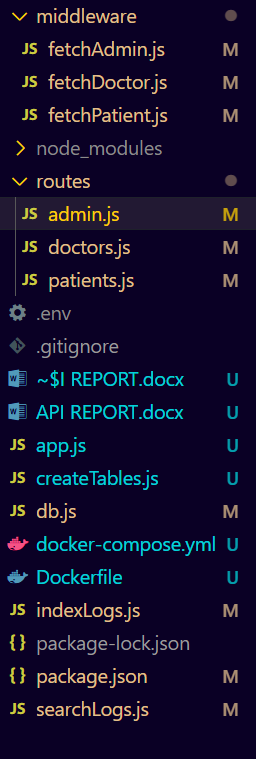 middleware
JS fetchAdmin.js M
JS fetchDoctor.js M
JS fetchPatient.js M
node_modules
routes
JS admin.js M
JS doctors.js M
JS patients.js M
.env
.gitignore
~$I REPORT.docx U
API REPORT.docx U
JS app.js U
JS createTables.js U
JS db.js M
docker-compose.yml U
Dockerfile U
JS indexLogs.js M
{} package-lock.json
{} package.json M
JS searchLogs.js M